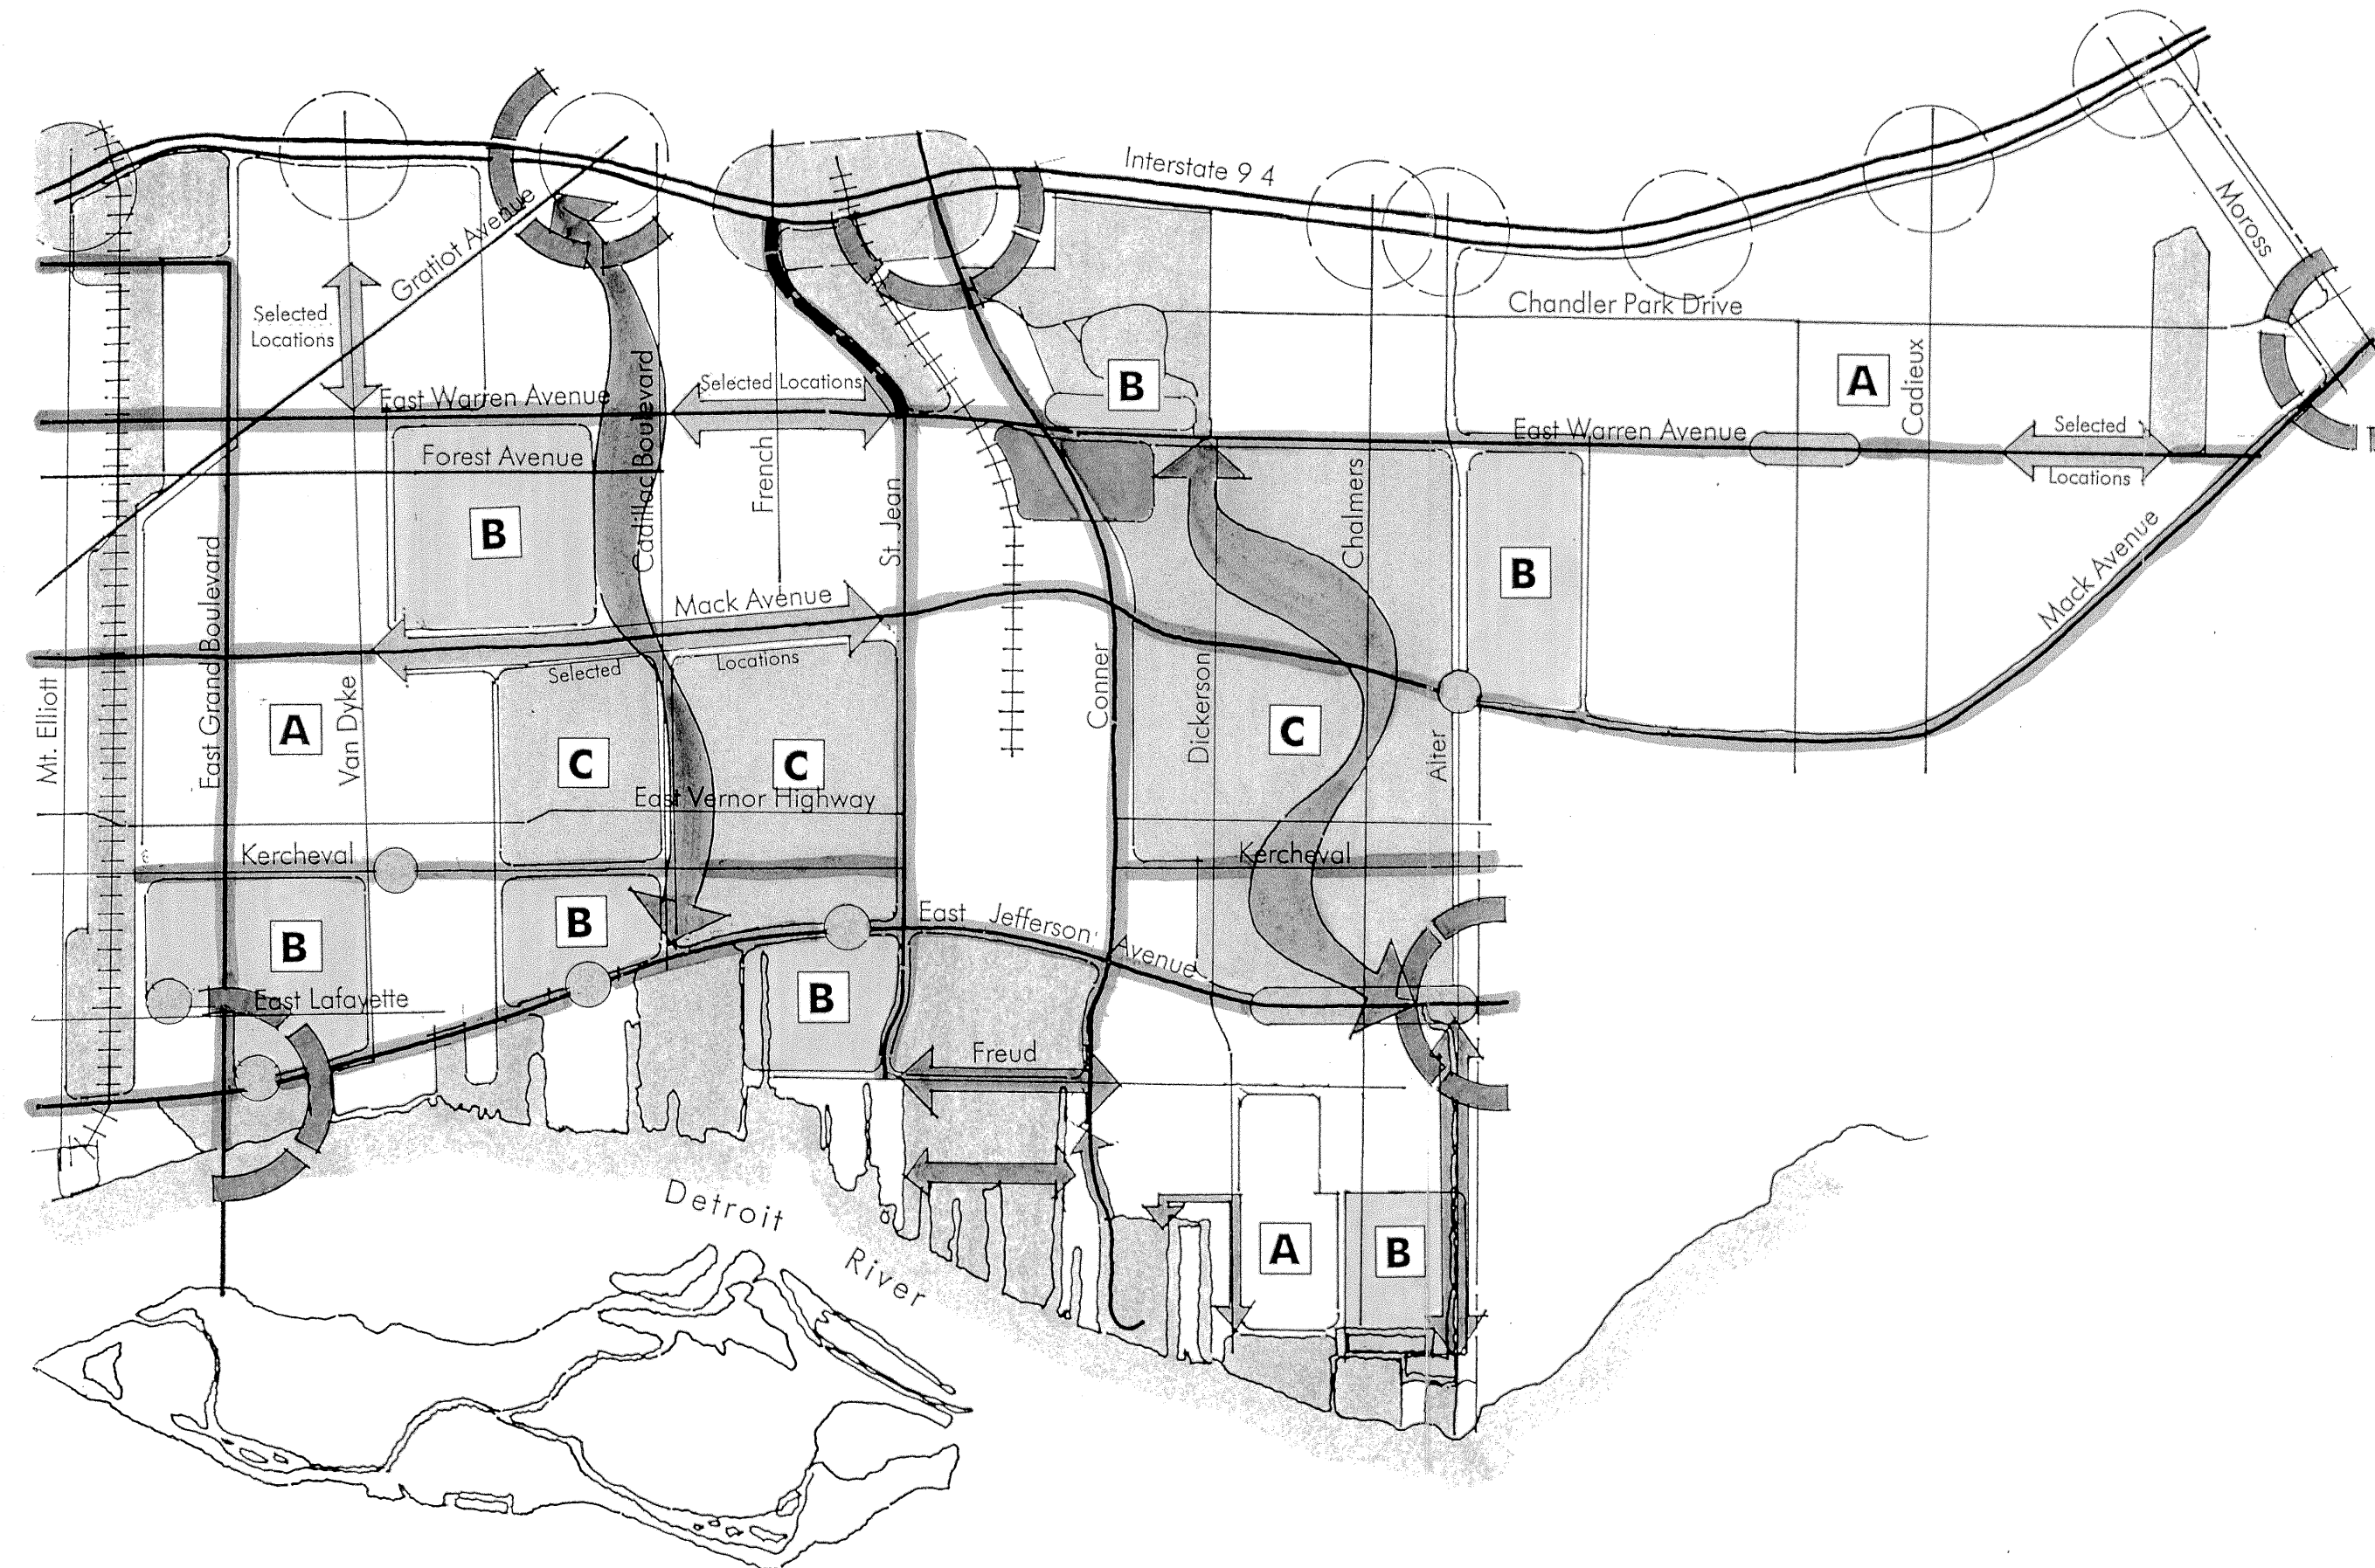 Interstate 94
Moross
Gratiot Avenue
Selected
Locations
Chandler Park Drive
Cadillac Boulevard
Selected Locations
B
A
Cadieux
East Warren Avenue
East Warren Avenue
Selected
Locations
Forest Avenue
French
St. Jean
Chalmers
B
B
East Grand Boulevard
Mack Avenue
Mack Avenue
Selected
Locations
Mt. Elliott
A
Van Dyke
C
C
Conner
Dickerson
C
Alter
East Vernor Highway
Kercheval
Kercheval
B
B
East Jefferson
Avenue
East Lafayette
B
Freud
Detroit
River
A
B